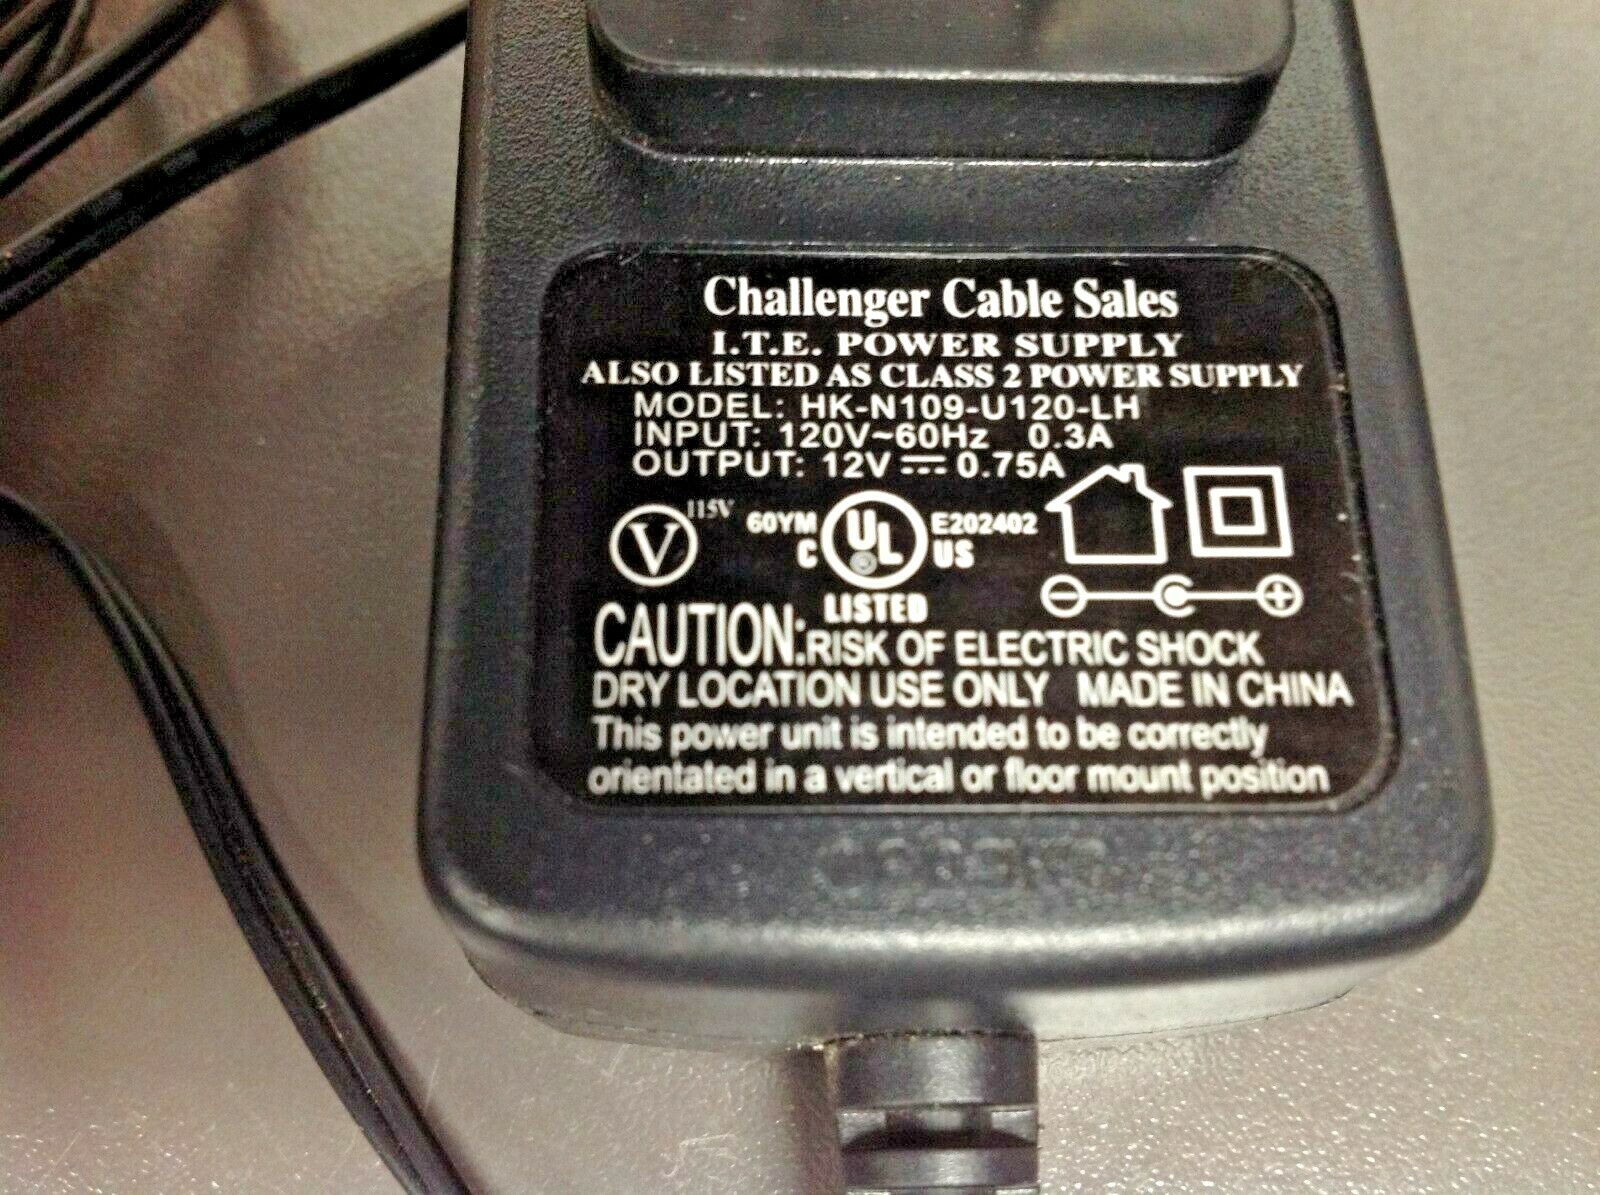 Challenger Cable Sales
I.T.E. POWER SUPPLY
ALSO LISTED AS CLASS 2 POWER SUPPLY
MODEL: HK-N109-U120-LH
INPUT: 120V~60Hz 0.3A
OUTPUT: 12V ⎓ 0.75A
V 115V 60YM UL E202402
C ® US
LISTED
CAUTION: RISK OF ELECTRIC SHOCK
DRY LOCATION USE ONLY MADE IN CHINA
This power unit is intended to be correctly
orientated in a vertical or floor mount position